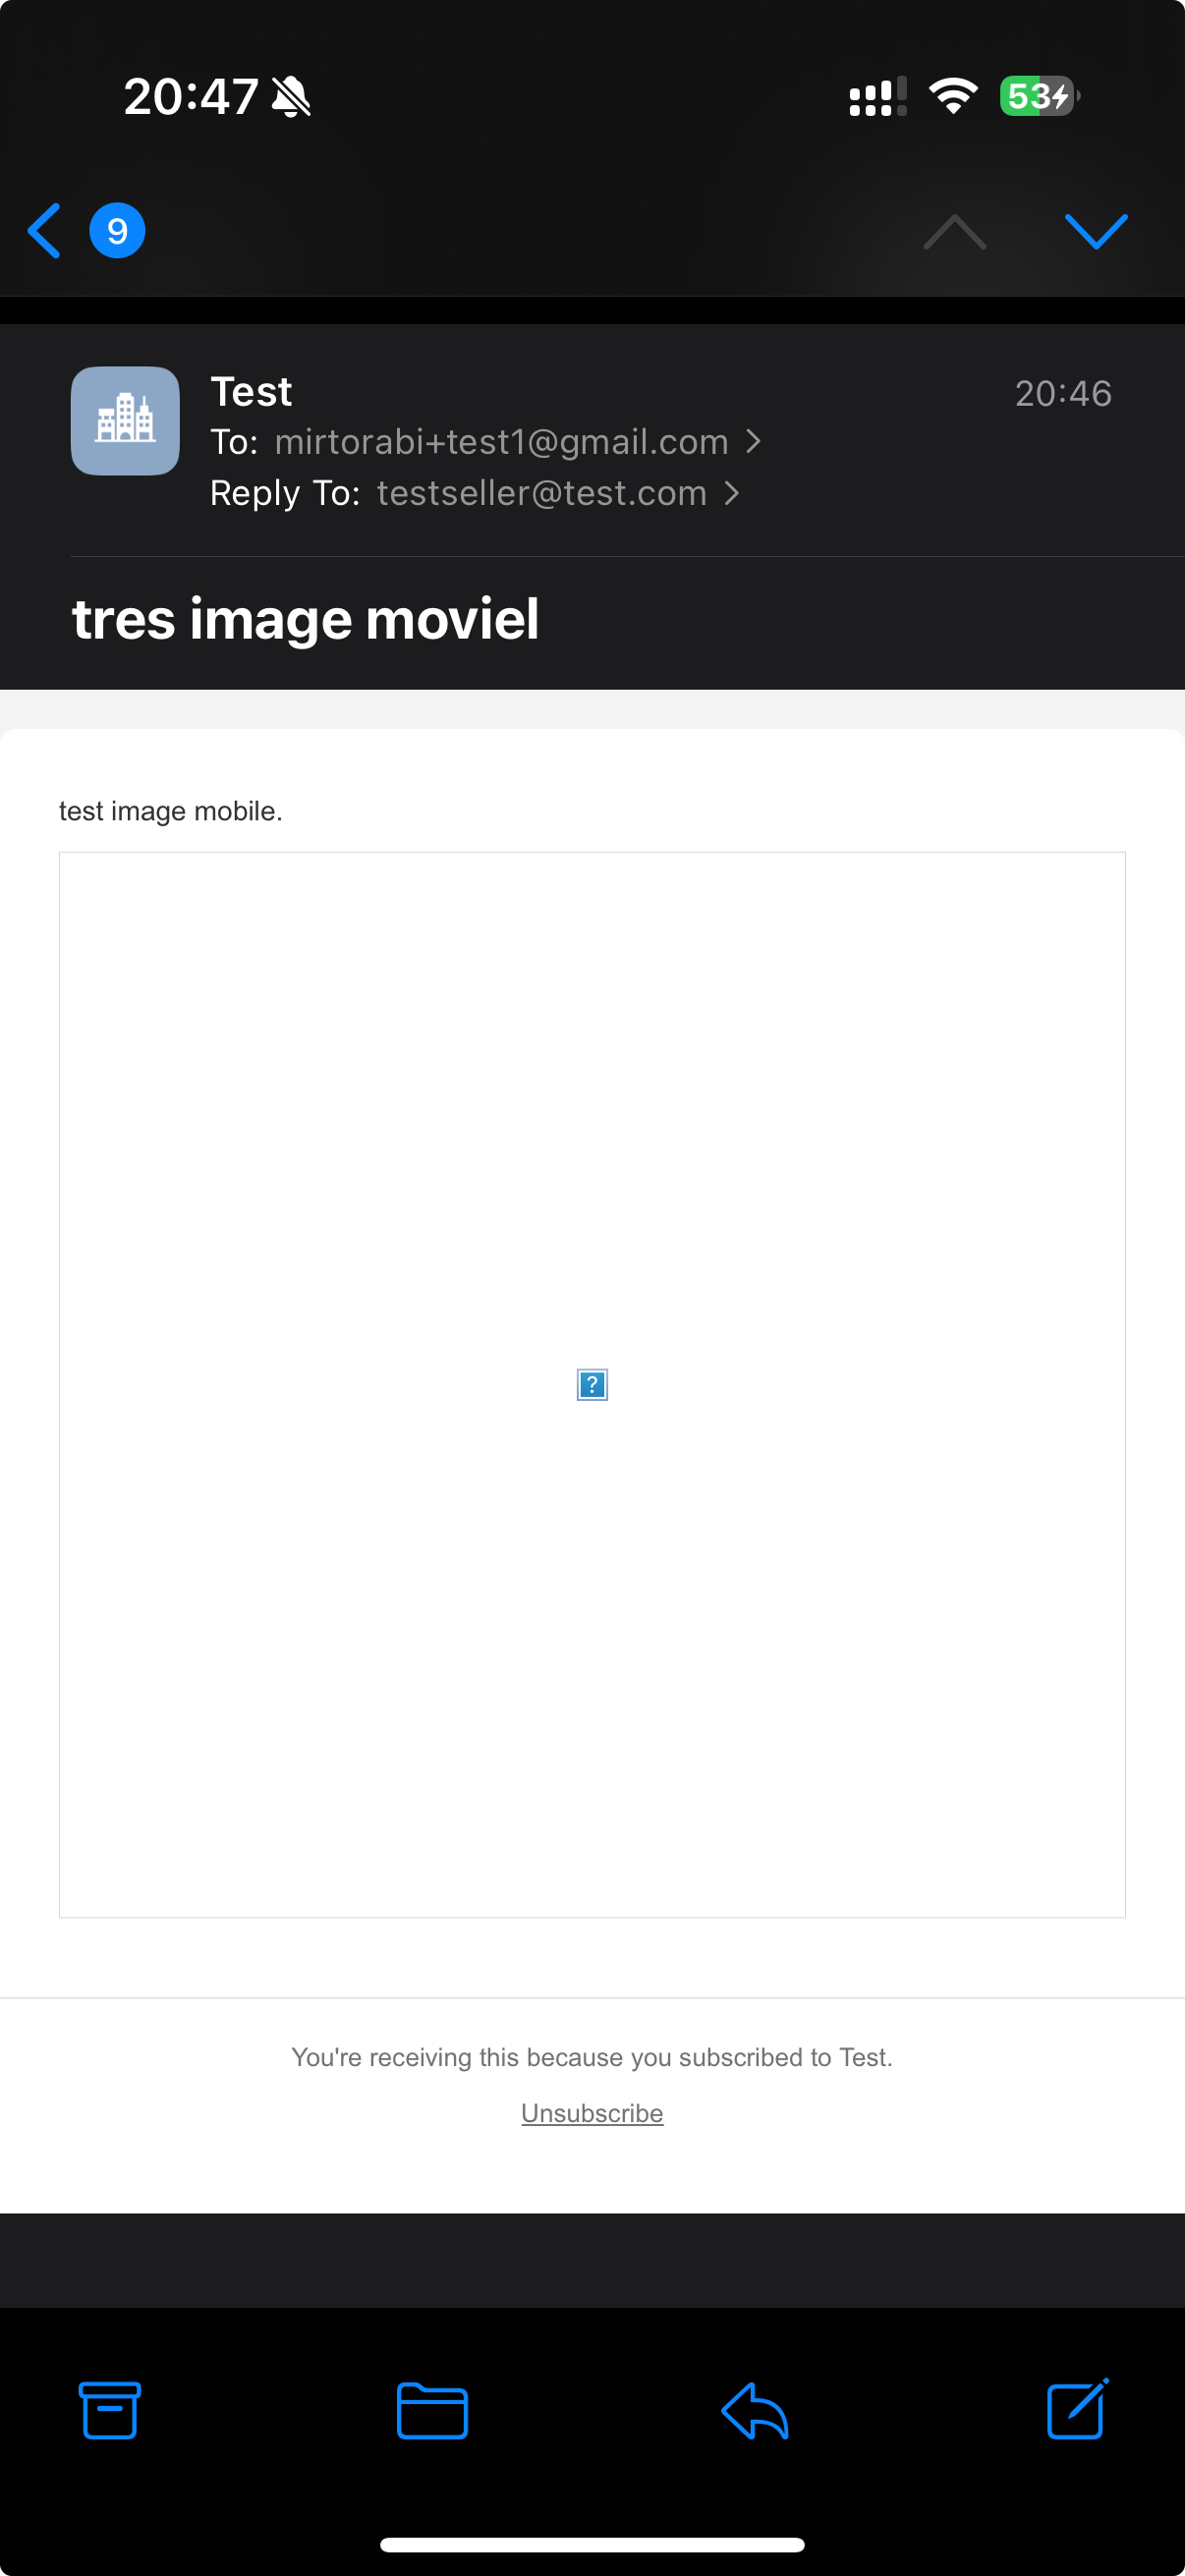 20:47
53
9
Test
20:46
To: mirtorabi+test1@gmail.com
Reply To: testseller@test.com
tres image moviel
test image mobile.
?
You're receiving this because you subscribed to Test.
Unsubscribe